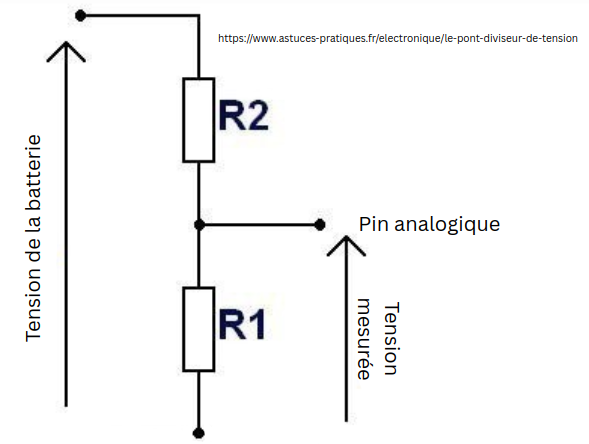 https://www.astuces-pratiques.fr/electronique/le-pont-diviseur-de-tension
R2
Tension de la batterie
Pin analogique
R1
Tension
mesurée